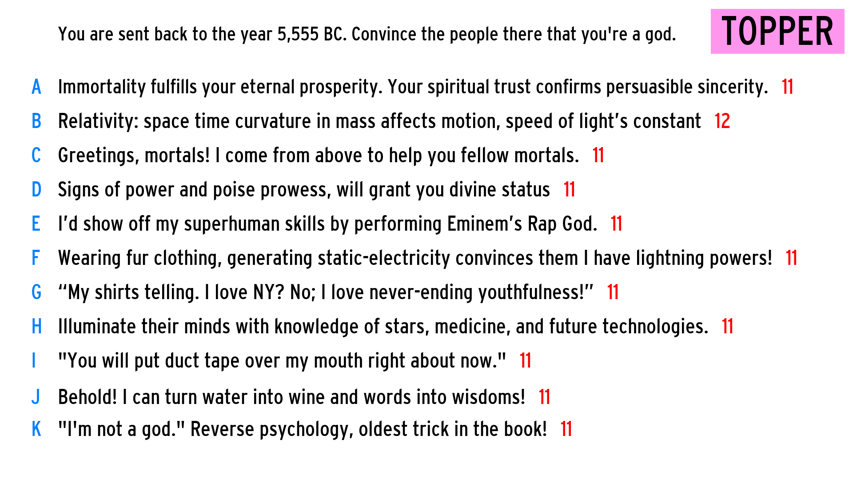 You are sent back to the year 5,555 BC. Convince the people there that you're a god.
TOPPER
A Immortality fulfills your eternal prosperity. Your spiritual trust confirms persuasible sincerity. 11
B Relativity: space time curvature in mass affects motion, speed of light’s constant 12
C Greetings, mortals! I come from above to help you fellow mortals. 11
D Signs of power and poise prowess, will grant you divine status 11
E I’d show off my superhuman skills by performing Eminem’s Rap God. 11
F Wearing fur clothing, generating static-electricity convinces them I have lightning powers! 11
G “My shirts telling. I love NY? No; I love never-ending youthfulness!” 11
H Illuminate their minds with knowledge of stars, medicine, and future technologies. 11
I "You will put duct tape over my mouth right about now." 11
J Behold! I can turn water into wine and words into wisdoms! 11
K "I'm not a god." Reverse psychology, oldest trick in the book! 11